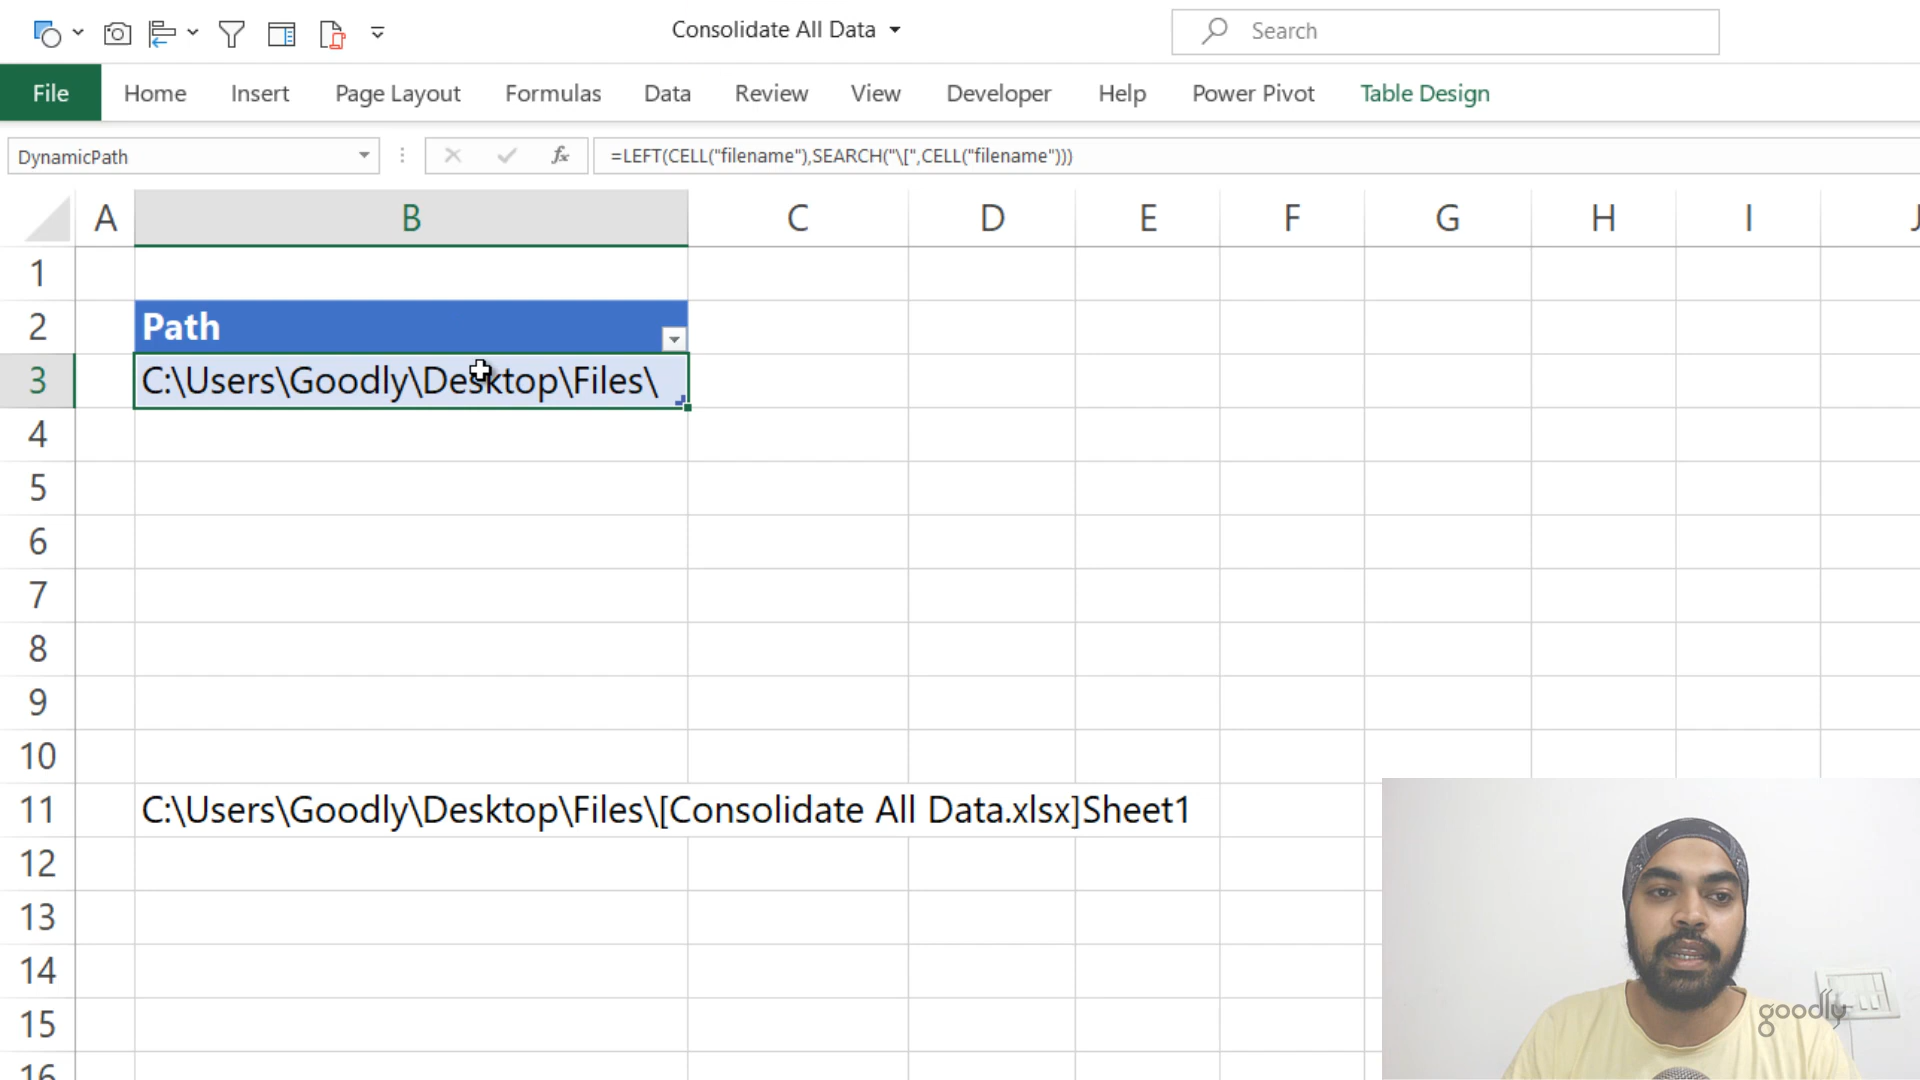 Consolidate All Data
Search
File Home Insert Page Layout Formulas Data Review View Developer Help Power Pivot Table Design
DynamicPath
fx
=LEFT(CELL("filename"),SEARCH("\[",CELL("filename")))
A B C D E F G H I J
1
2 Path
3 C:\Users\Goodly\Desktop\Files\
4
5
6
7
8
9
10
11 C:\Users\Goodly\Desktop\Files\[Consolidate All Data.xlsx]Sheet1
12
13
14
15
16
goodly